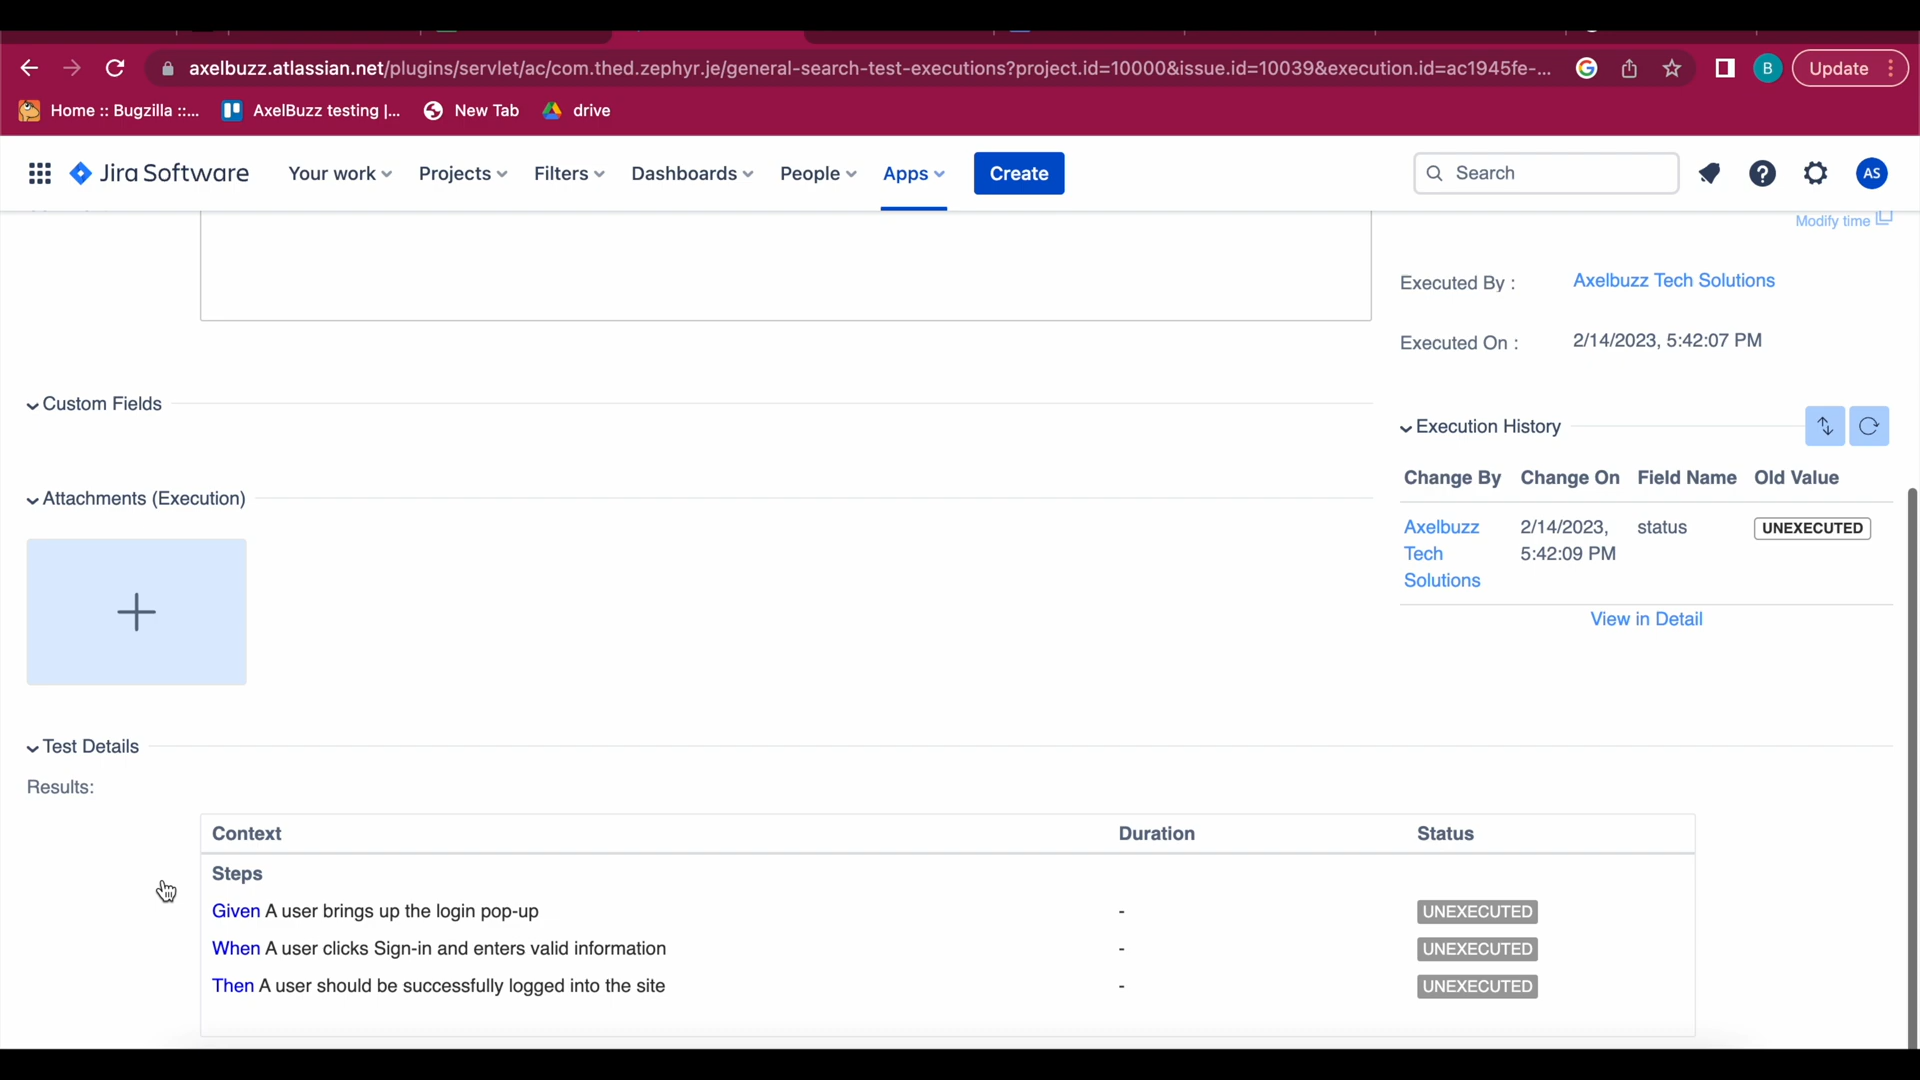 axelbuzz.atlassian.net/plugins/servlet/ac/com.thed.zephyr.je/general-search-test-executions?project.id=10000&issue.id=10039&execution.id=ac1945fe-...
B
Update
Home :: Bugzilla ::...
AxelBuzz testing |...
New Tab
drive
Jira Software
Your work
Projects
Filters
Dashboards
People
Apps
Create
Search
AS
Modify time
Executed By :
Axelbuzz Tech Solutions
Executed On :
2/14/2023, 5:42:07 PM
Custom Fields
Execution History
Change By Change On Field Name Old Value
Axelbuzz Tech Solutions
2/14/2023, 5:42:09 PM
status
UNEXECUTED
View in Detail
Attachments (Execution)
Test Details
Results:
Context Duration Status
Steps
Given A user brings up the login pop-up - UNEXECUTED
When A user clicks Sign-in and enters valid information - UNEXECUTED
Then A user should be successfully logged into the site - UNEXECUTED